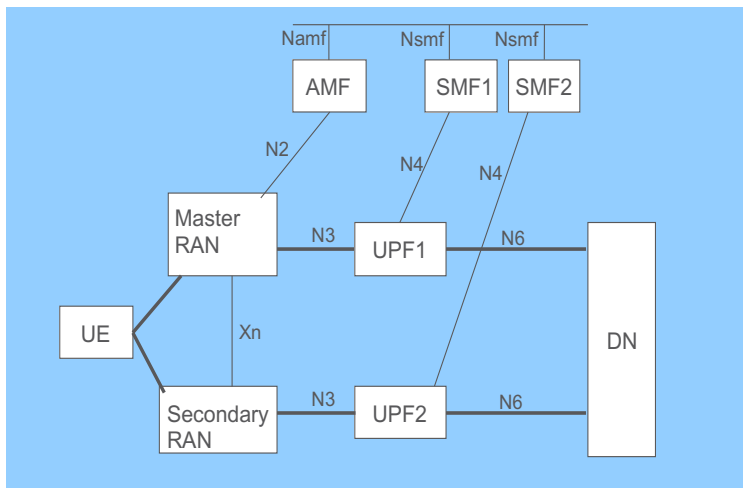 Namf
Nsmf
Nsmf
AMF
SMF1
SMF2
N2
N4
N4
Master
RAN
N3
UPF1
N6
UE
Xn
DN
Secondary
RAN
N3
UPF2
N6